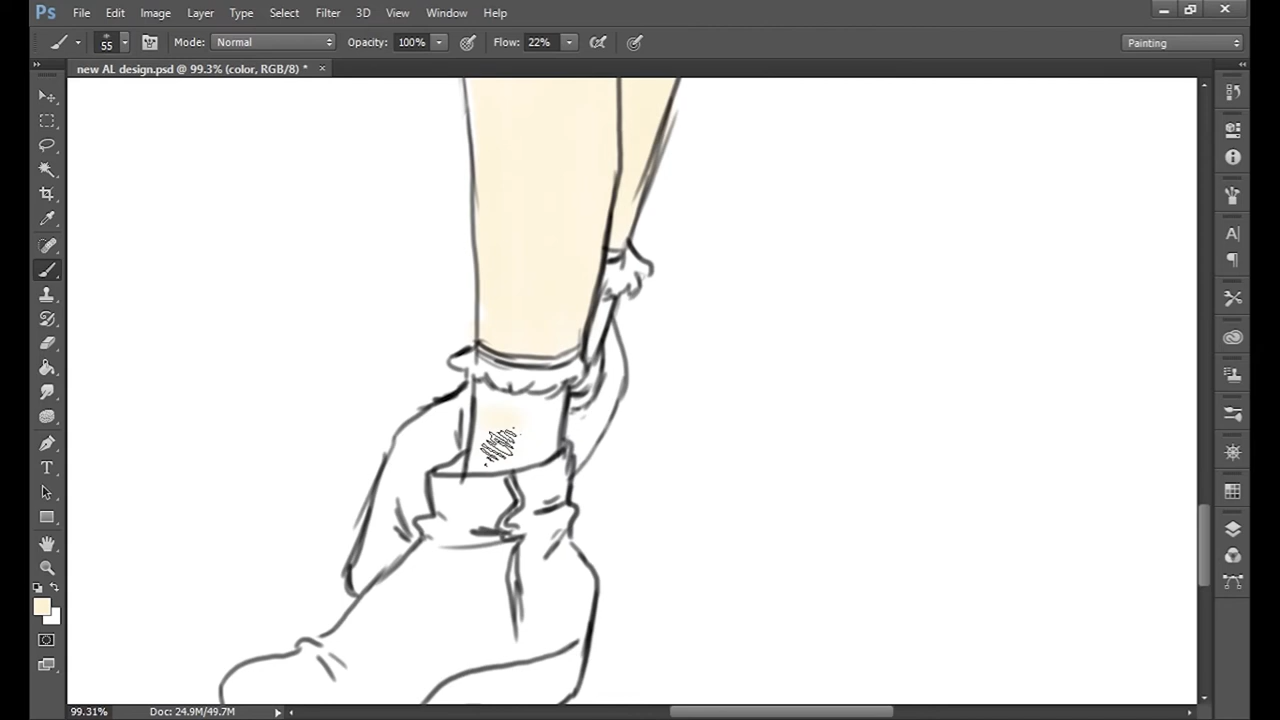 Ps File Edit Image Layer Type Select Filter 3D View Window Help
55 Mode: Normal Opacity: 100% Flow: 22% Painting
new AL design.psd @ 99.3% (color, RGB/8) * ×
99.31% Doc: 24.9M/49.7M